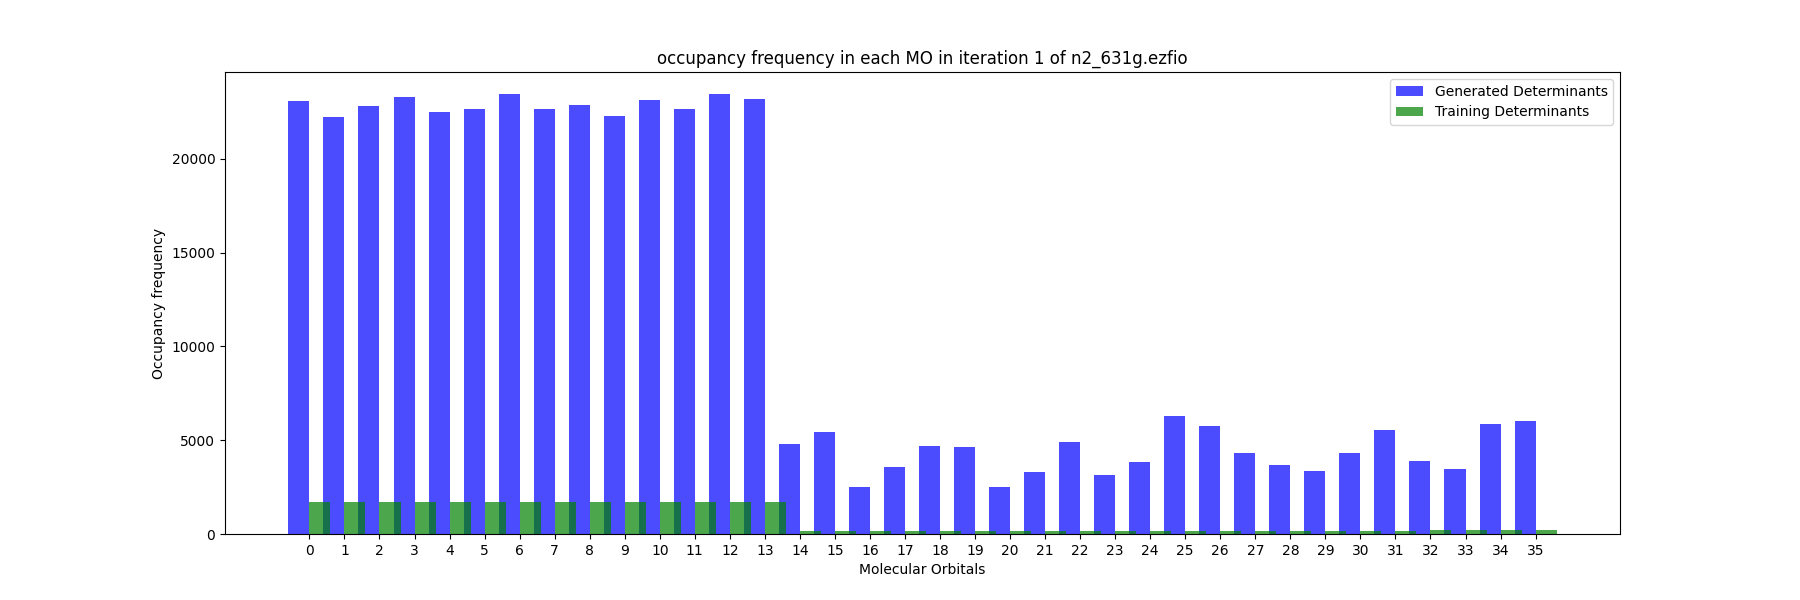 occupancy frequency in each MO in iteration 1 of n2_631g.ezfio
Generated Determinants
Training Determinants
Occupancy frequency
20000
15000
10000
5000
0
0 1 2 3 4 5 6 7 8 9 10 11 12 13 14 15 16 17 18 19 20 21 22 23 24 25 26 27 28 29 30 31 32 33 34 35
Molecular Orbitals